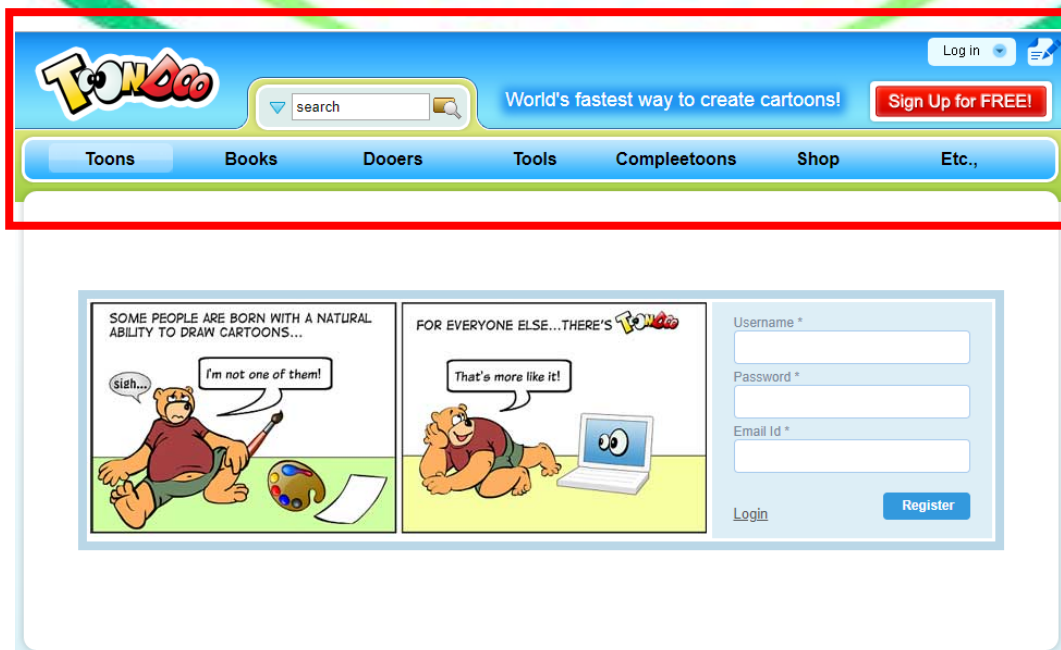 Log in
TOONDOO
search
World's fastest way to create cartoons!
Sign Up for FREE!
Toons Books Dooers Tools Compleetoons Shop Etc.,
SOME PEOPLE ARE BORN WITH A NATURAL
ABILITY TO DRAW CARTOONS...
sigh...
I'm not one of them!
FOR EVERYONE ELSE...THERE'S TOONDOO
That's more like it!
Username *
Password *
Email Id *
Login
Register